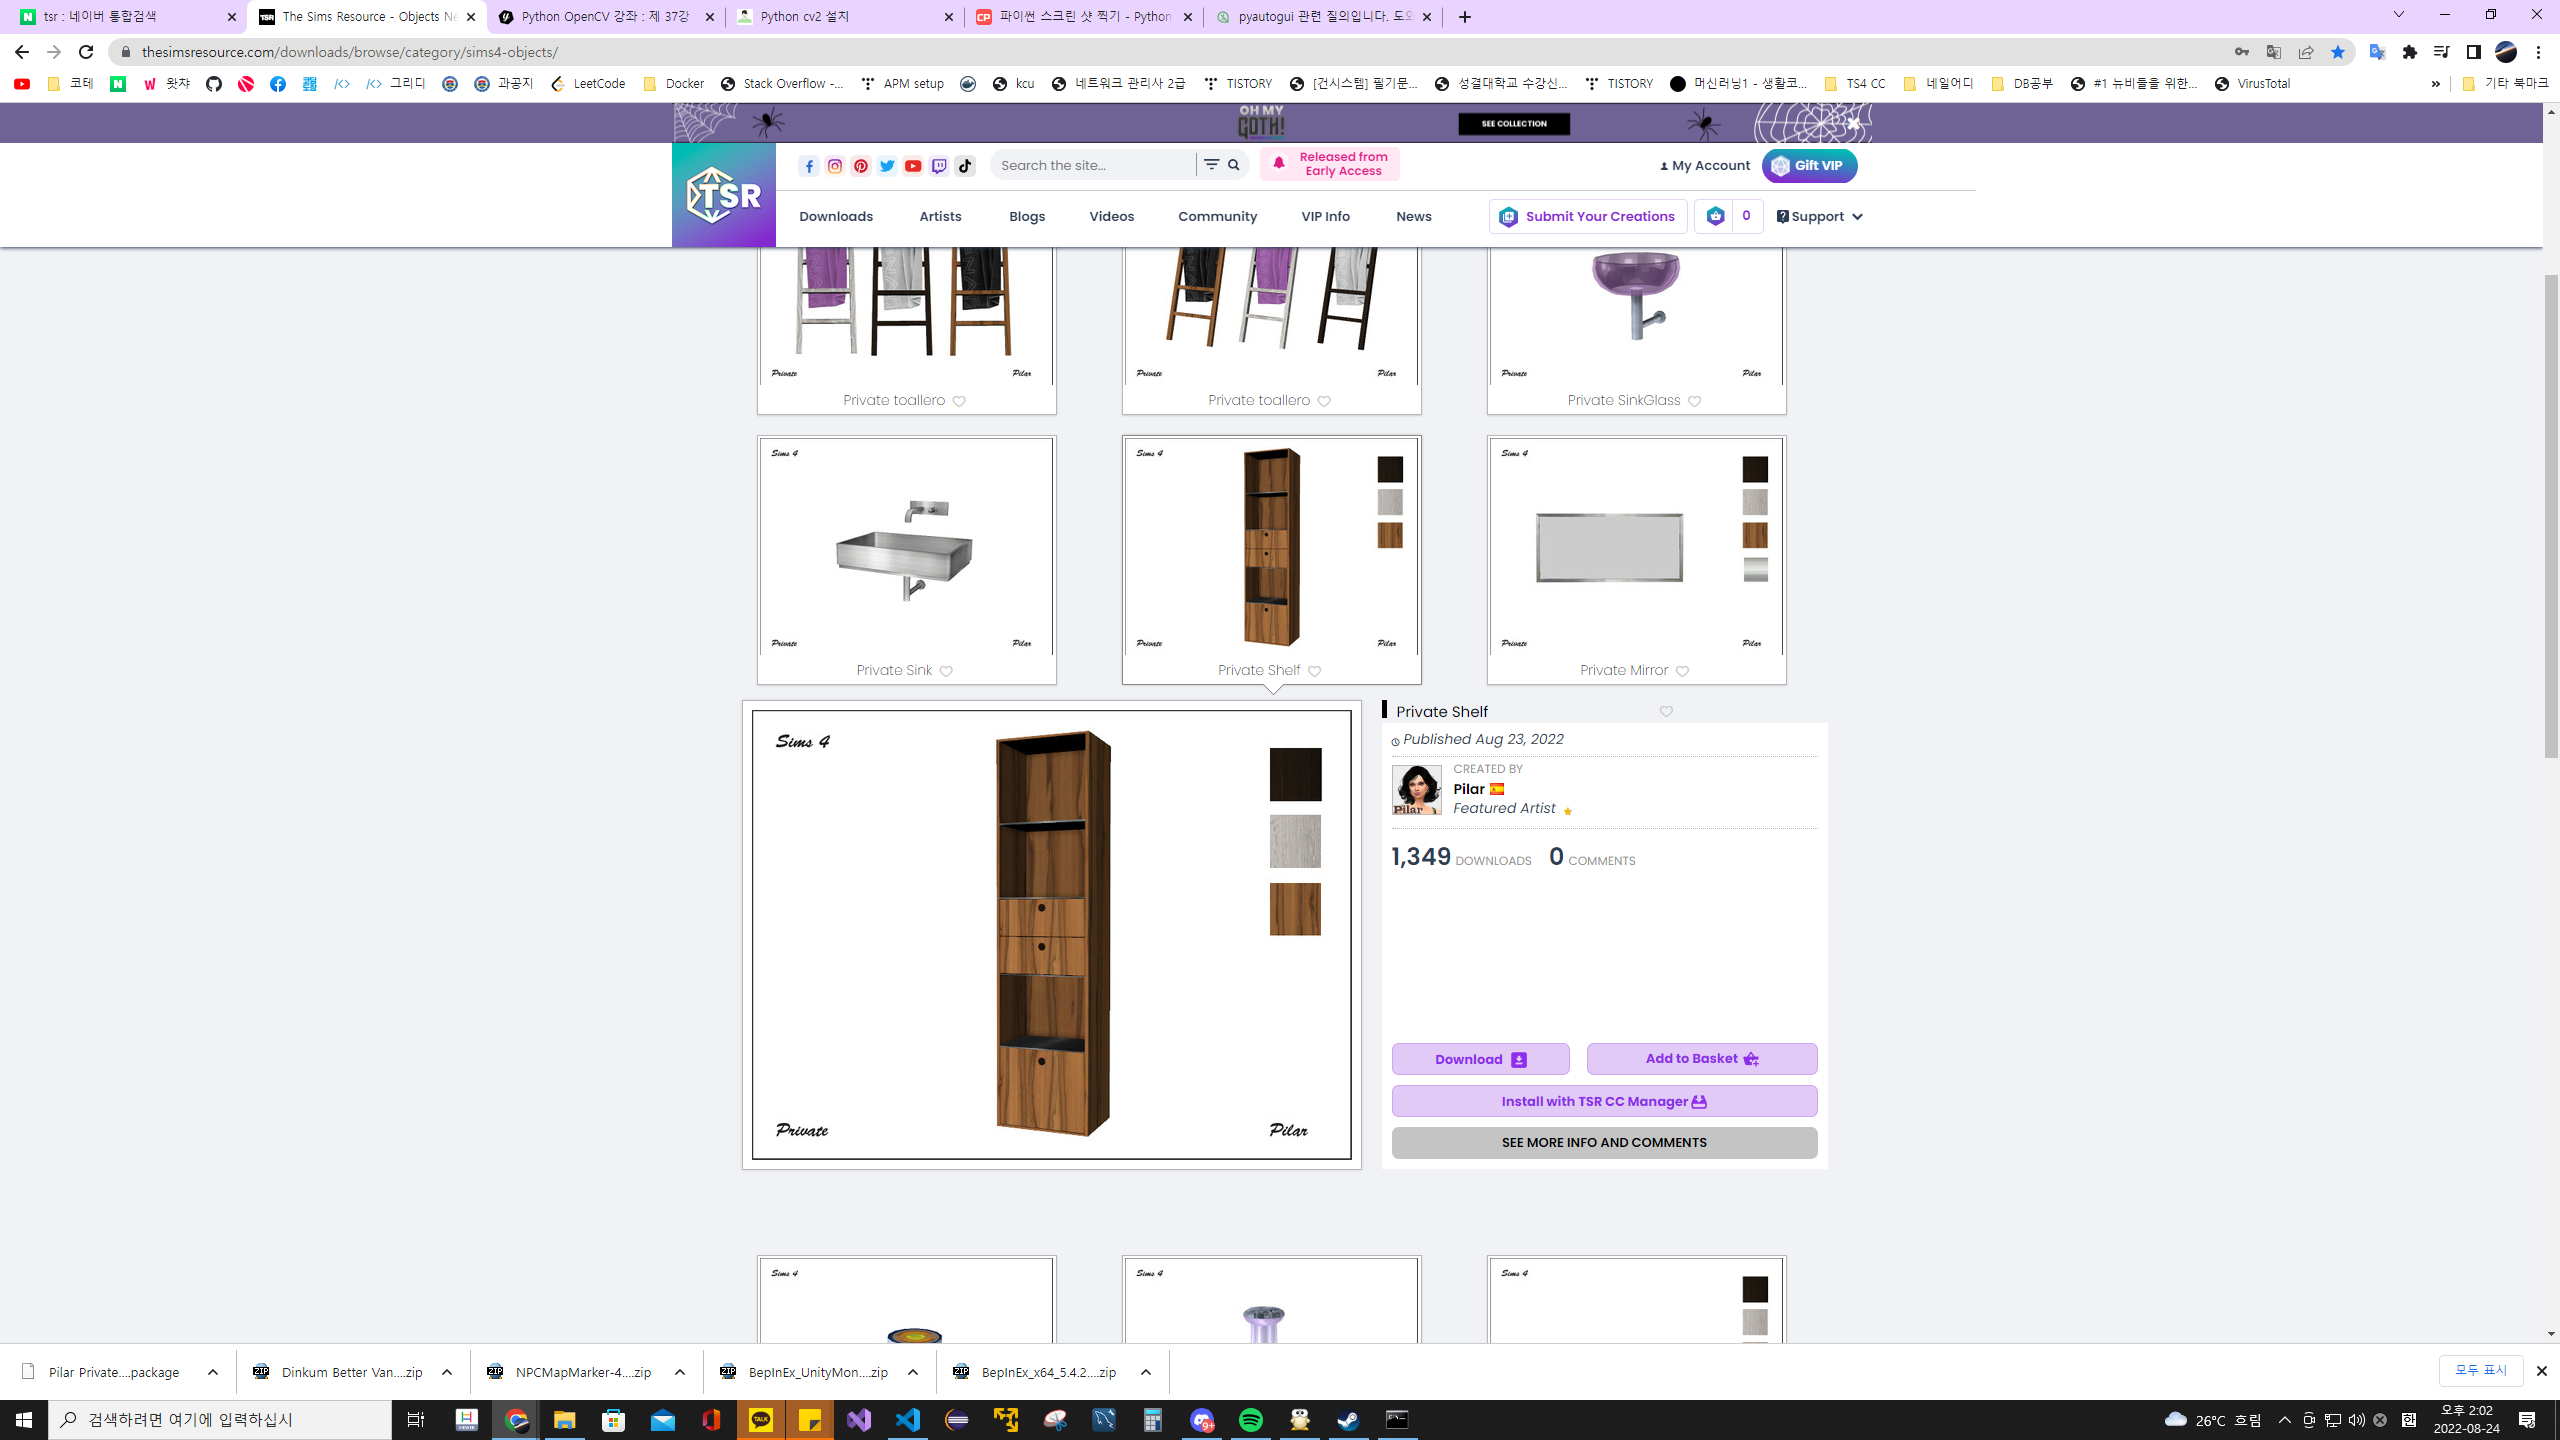 tsr : 네이버 통합검색
The Sims Resource - Objects Ne
Python OpenCV 강좌 : 제 37강
Python cv2 설치
파이썬 스크린 샷 찍기 - Python
pyautogui 관련 질의입니다. 도와
thesimsresource.com/downloads/browse/category/sims4-objects/
코테
왓챠
그리디
과공지
LeetCode
Docker
Stack Overflow -...
APM setup
kcu
네트워크 관리사 2급
TISTORY
[건시스템] 필기문...
성결대학교 수강신...
TISTORY
머신러닝1 - 생활코...
TS4 CC
네일어디
DB공부
#1 뉴비들을 위한...
VirusTotal
»
기타 북마크
OH MY
GOTH!
SEE COLLECTION
TSR
Search the site...
Released from
Early Access
My Account
Gift VIP
Downloads
Artists
Blogs
Videos
Community
VIP Info
News
Submit Your Creations
0
Support
Private
Pilar
Private
Pilar
Private
Pilar
Private toallero
Private toallero
Private SinkGlass
Sims 4
Sims 4
Sims 4
Private
Pilar
Private
Pilar
Private
Pilar
Private Sink
Private Shelf
Private Mirror
Sims 4
Private
Pilar
Private Shelf
Published Aug 23, 2022
CREATED BY
Pilar
Pilar
Featured Artist
1,349 DOWNLOADS
0 COMMENTS
Download
Add to Basket
Install with TSR CC Manager
SEE MORE INFO AND COMMENTS
Sims 4
Sims 4
Sims 4
Pilar Private....package
Dinkum Better Van....zip
NPCMapMarker-4....zip
BepInEx_UnityMon....zip
BepInEx_x64_5.4.2....zip
모두 표시
검색하려면 여기에 입력하십시
TALK
9+
26°C 흐림
한
오후 2:02
2022-08-24